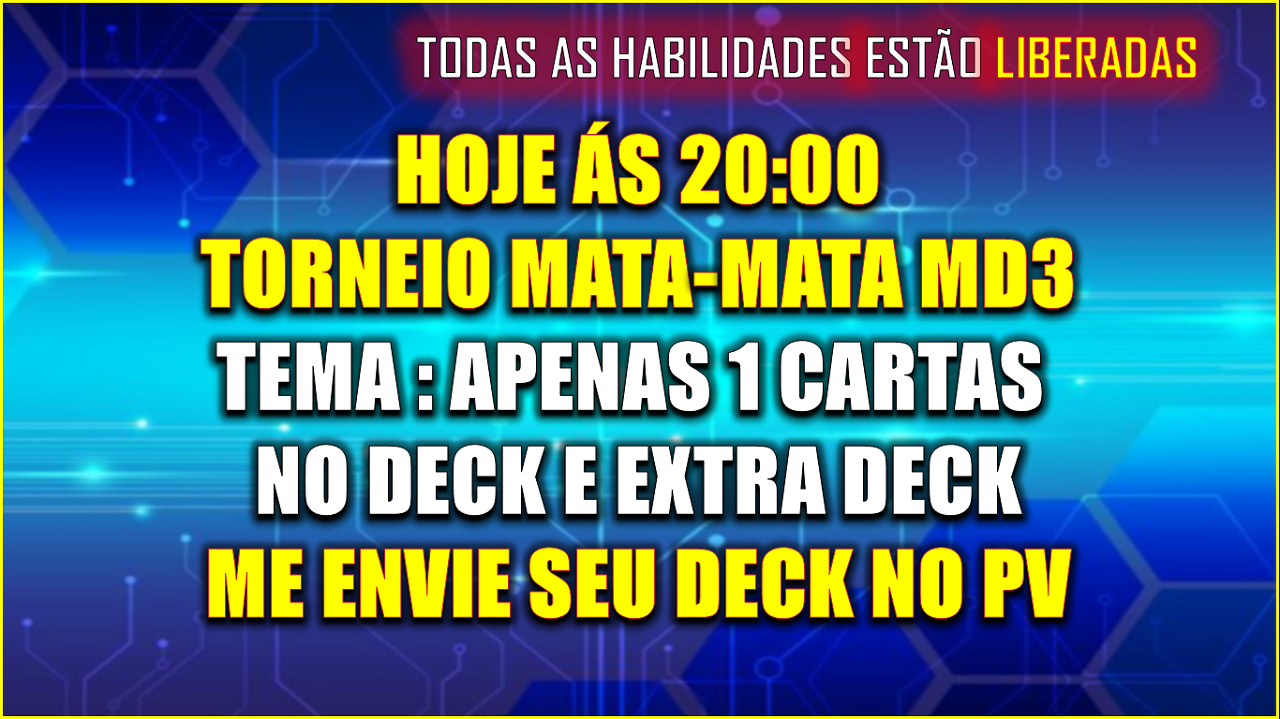 TODAS AS HABILIDADES ESTÃO LIBERADAS
HOJE ÁS 20:00
TORNEIO MATA-MATA MD3
TEMA : APENAS 1 CARTAS
NO DECK E EXTRA DECK
ME ENVIE SEU DECK NO PV